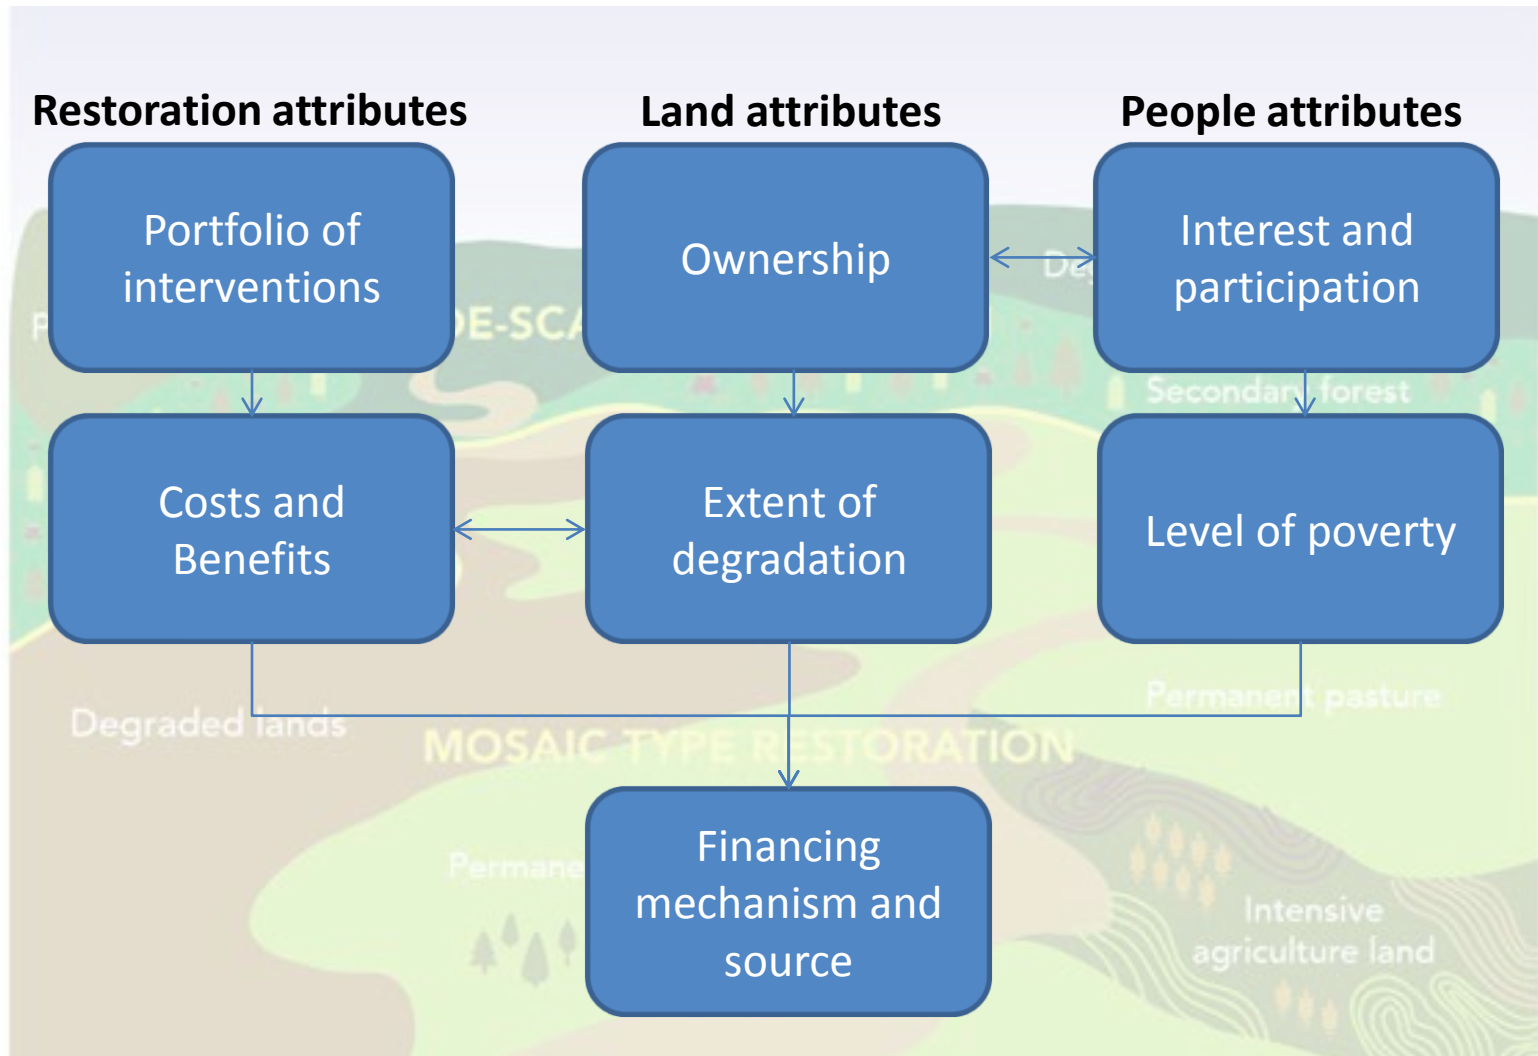 Restoration attributes
Land attributes
People attributes
Portfolio of
interventions
Ownership
Interest and
participation
Secondary forest
Costs and
Benefits
Extent of
degradation
Level of poverty
Permanent pasture
Degraded lands
MOSAIC TYPE RESTORATION
Financing
mechanism and
source
Intensive
agriculture land